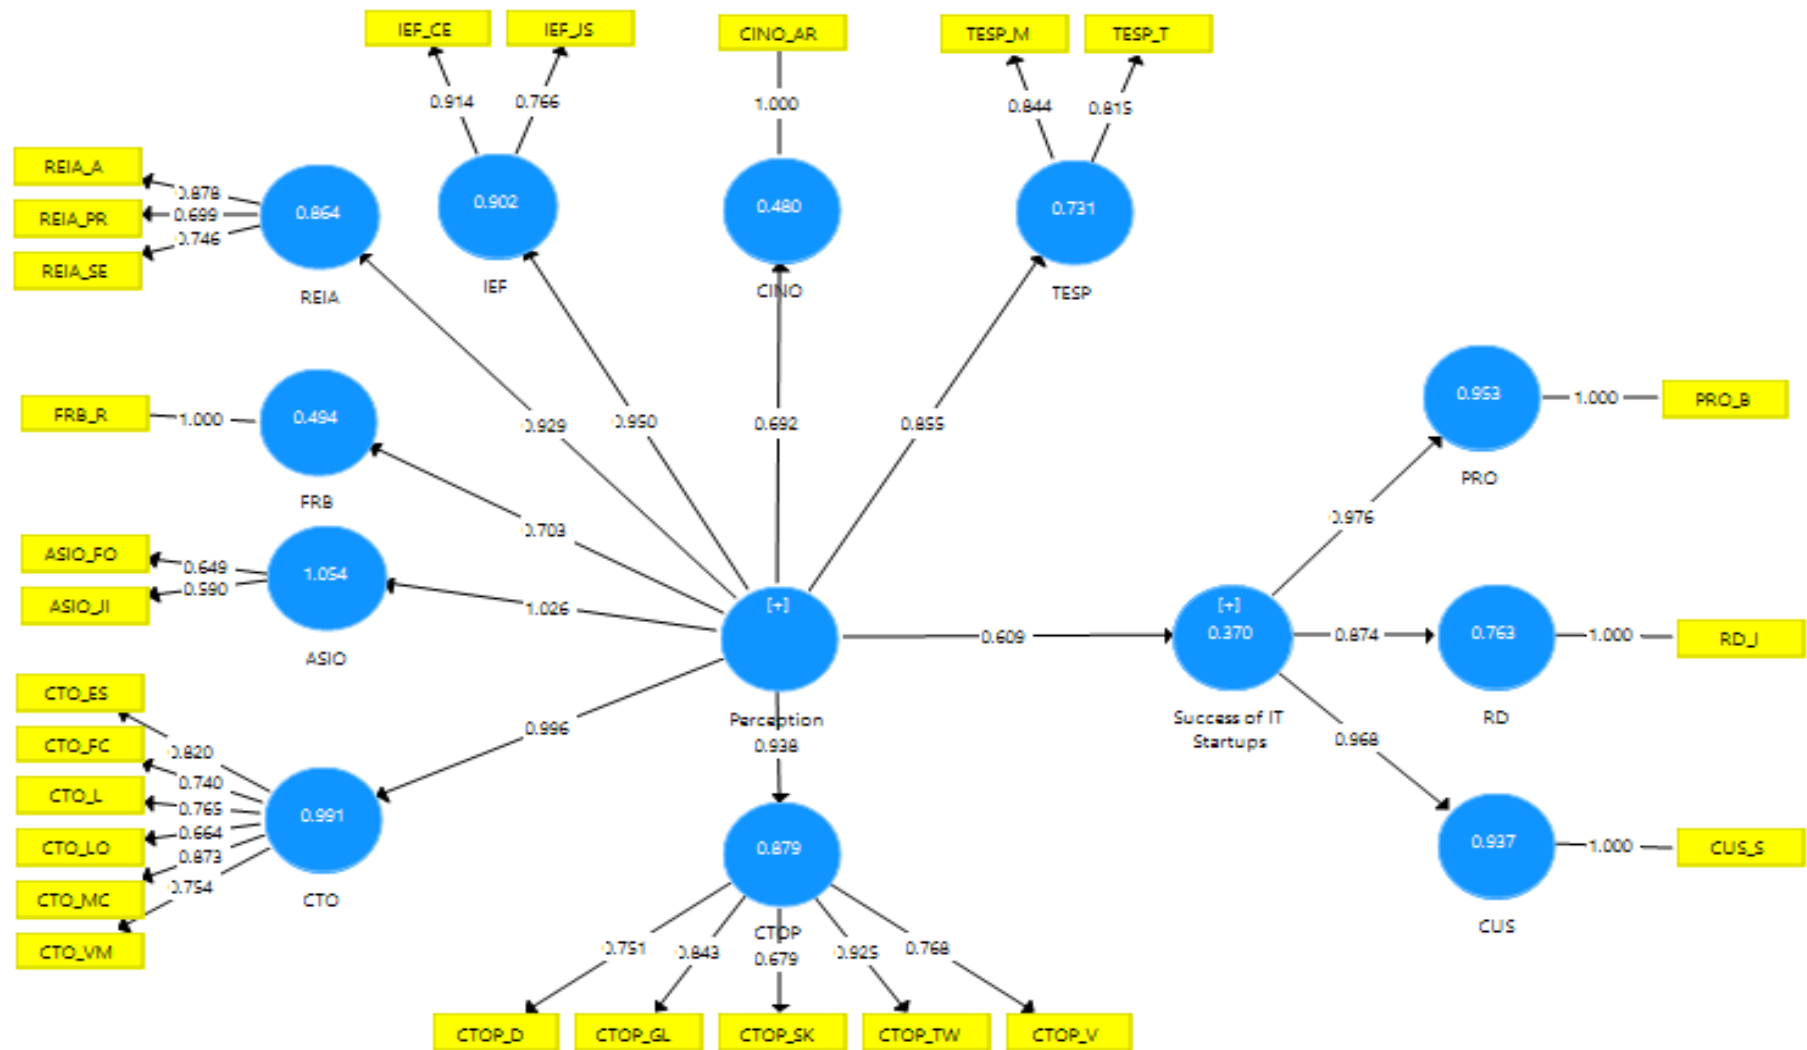 IEF_CE
IEF_JS
CINO_AR
TESP_M
TESP_T
0.914
0.766
1.000
0.844
0.815
REIA_A
REIA_PR
REIA_SE
0.878
0.699
0.746
0.864
REIA
0.902
IEF
0.480
CINO
0.731
TESP
FRB_R
1.000
0.494
FRB
0.929
0.950
0.692
0.855
0.703
ASIO_FO
ASIO_JI
0.649
0.590
1.054
ASIO
1.026
[+]
Perception
0.609
[+]
0.370
Success of IT
Startups
0.976
0.874
0.968
0.953
PRO
1.000
PRO_B
0.763
RD
1.000
RD_I
0.937
CUS
1.000
CUS_S
CTO_ES
CTO_FC
CTO_L
CTO_LO
CTO_MC
CTO_VM
0.820
0.740
0.765
0.664
0.873
0.754
0.991
CTO
0.996
0.938
0.879
CTOP
0.751
0.843
0.679
0.925
0.768
CTOP_D
CTOP_GL
CTOP_SK
CTOP_TW
CTOP_V